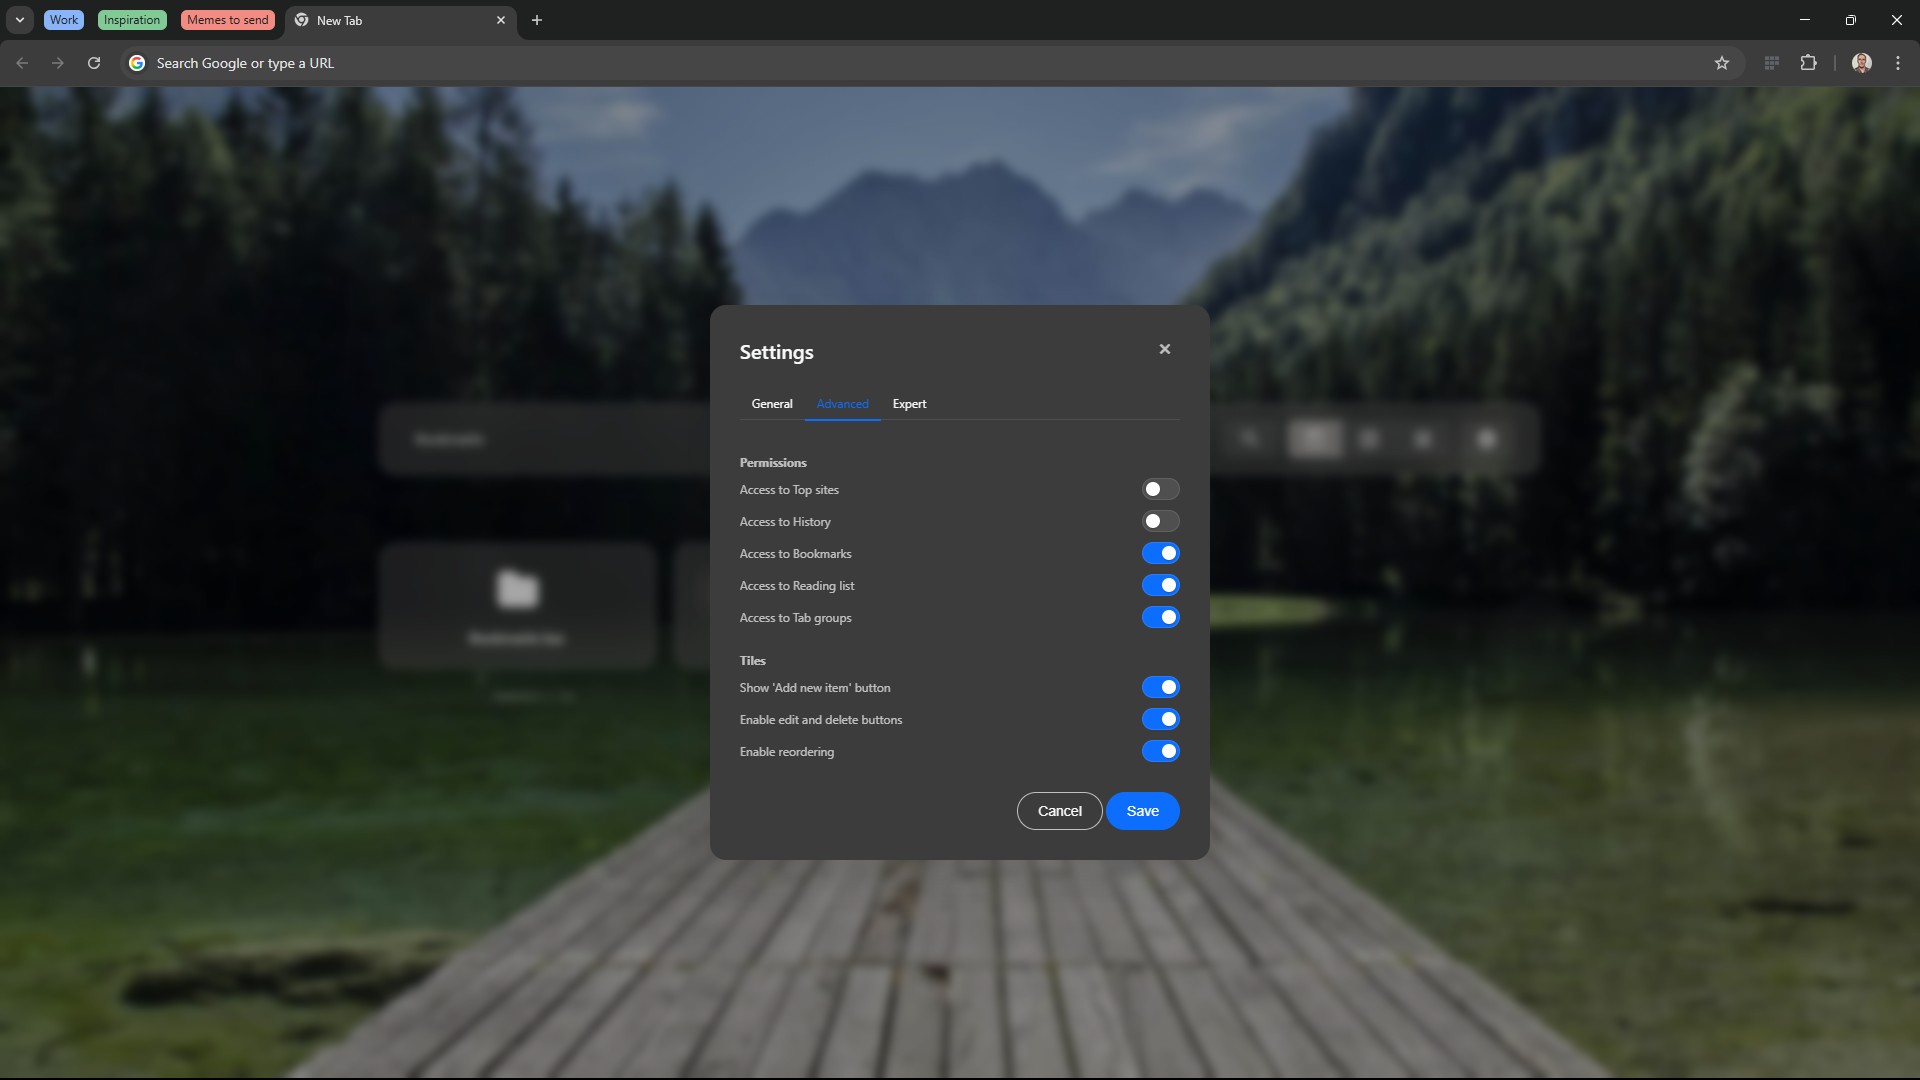 Work
Inspiration
Memes to send
New Tab
Search Google or type a URL
Settings
General
Advanced
Expert
Permissions
Access to Top sites
Access to History
Access to Bookmarks
Access to Reading list
Access to Tab groups
Tiles
Show 'Add new item' button
Enable edit and delete buttons
Enable reordering
Cancel
Save